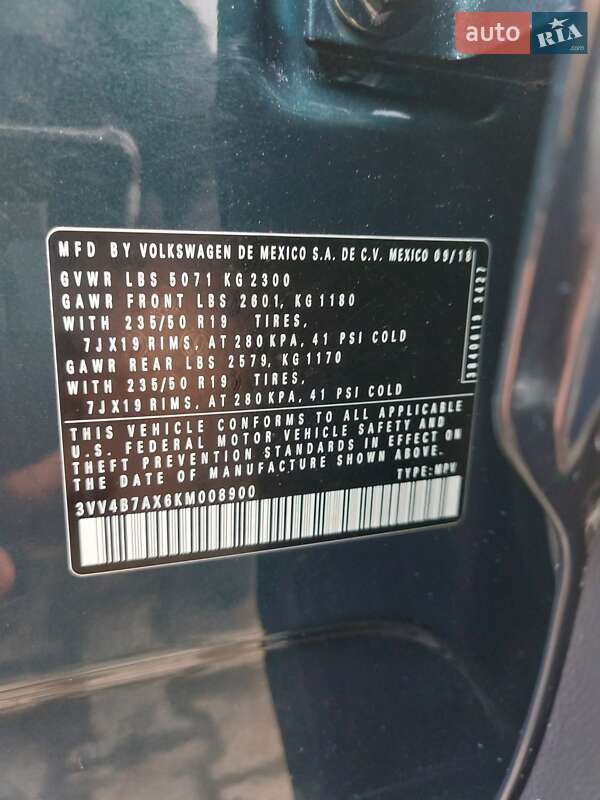 auto RIA .com
MFD BY VOLKSWAGEN DE MEXICO S.A. DE C.V. MEXICO 09/18
GVWR LBS 5071 KG 2300
GAWR FRONT LBS 2601, KG 1180
WITH 235/50 R19 TIRES,
7JX19 RIMS, AT 280 KPA, 41 PSI COLD
GAWR REAR LBS 2579, KG 1170
WITH 235/50 R19 TIRES,
7JX19 RIMS, AT 280 KPA, 41 PSI COLD
THIS VEHICLE CONFORMS TO ALL APPLICABLE
U.S. FEDERAL MOTOR VEHICLE SAFETY AND
THEFT PREVENTION STANDARDS IN EFFECT ON
THE DATE OF MANUFACTURE SHOWN ABOVE.
TYPE: MPV
3VV4B7AX6KM008900